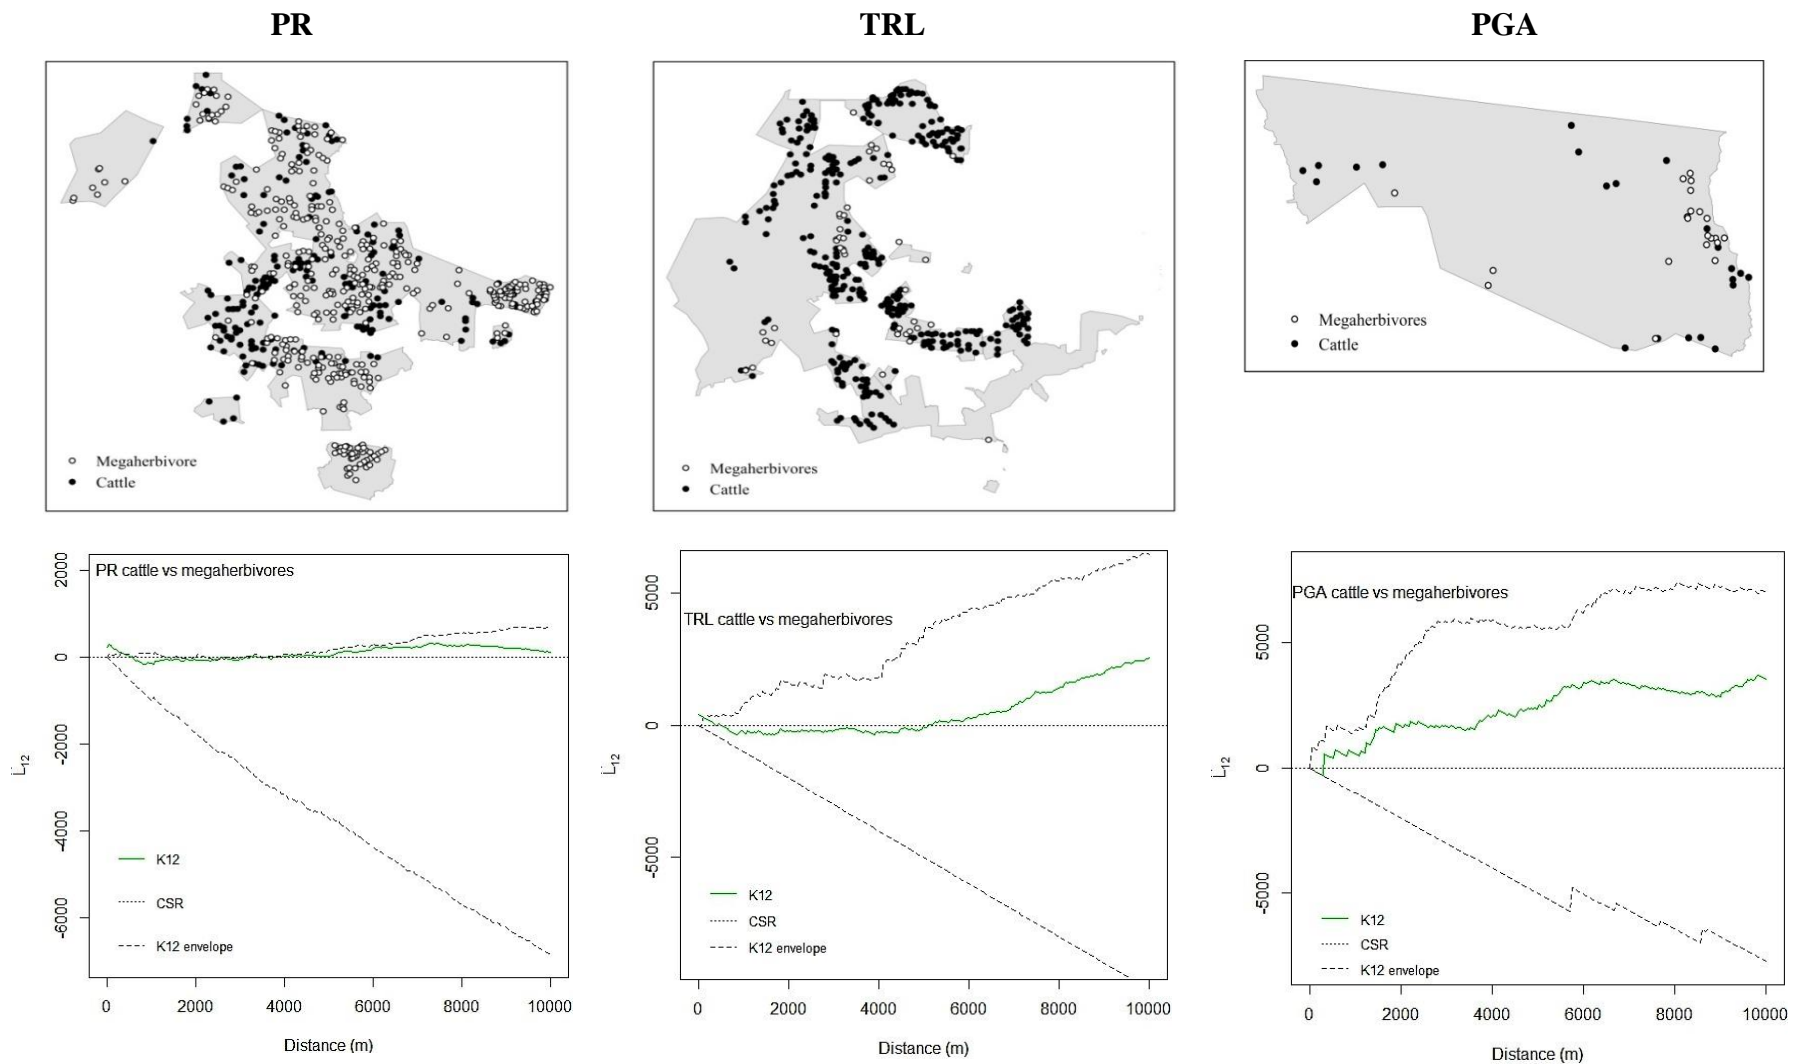 PR TRL PGA
Megaherbivore
Cattle
Megaherbivores
Cattle
Megaherbivores
Cattle
PR cattle vs megaherbivores
2000
0
-2000
-4000
-6000
L̂12
K12
CSR
K12 envelope
0 2000 4000 6000 8000 10000
Distance (m)
TRL cattle vs megaherbivores
5000
0
-5000
L̂12
K12
CSR
K12 envelope
0 2000 4000 6000 8000 10000
Distance (m)
PGA cattle vs megaherbivores
5000
0
-5000
L̂12
K12
CSR
K12 envelope
0 2000 4000 6000 8000 10000
Distance (m)